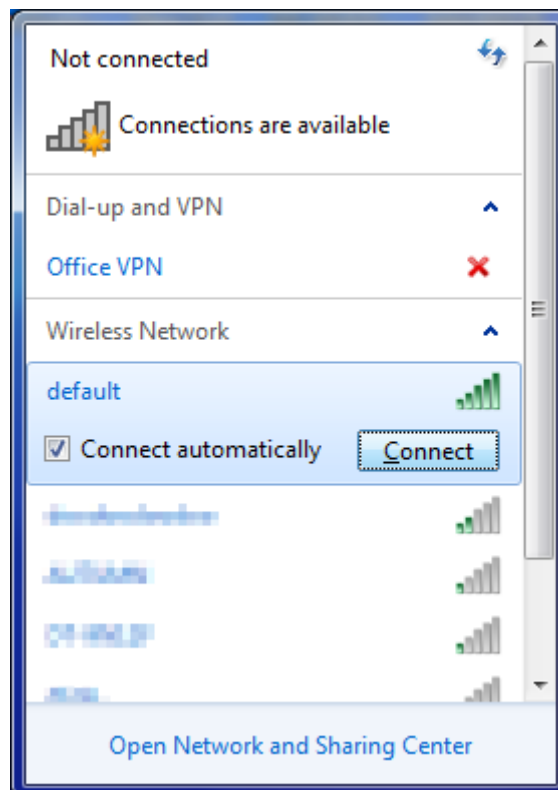 Not connected
Connections are available
Dial-up and VPN
Office VPN
Wireless Network
default
Connect automatically
Connect
Open Network and Sharing Center